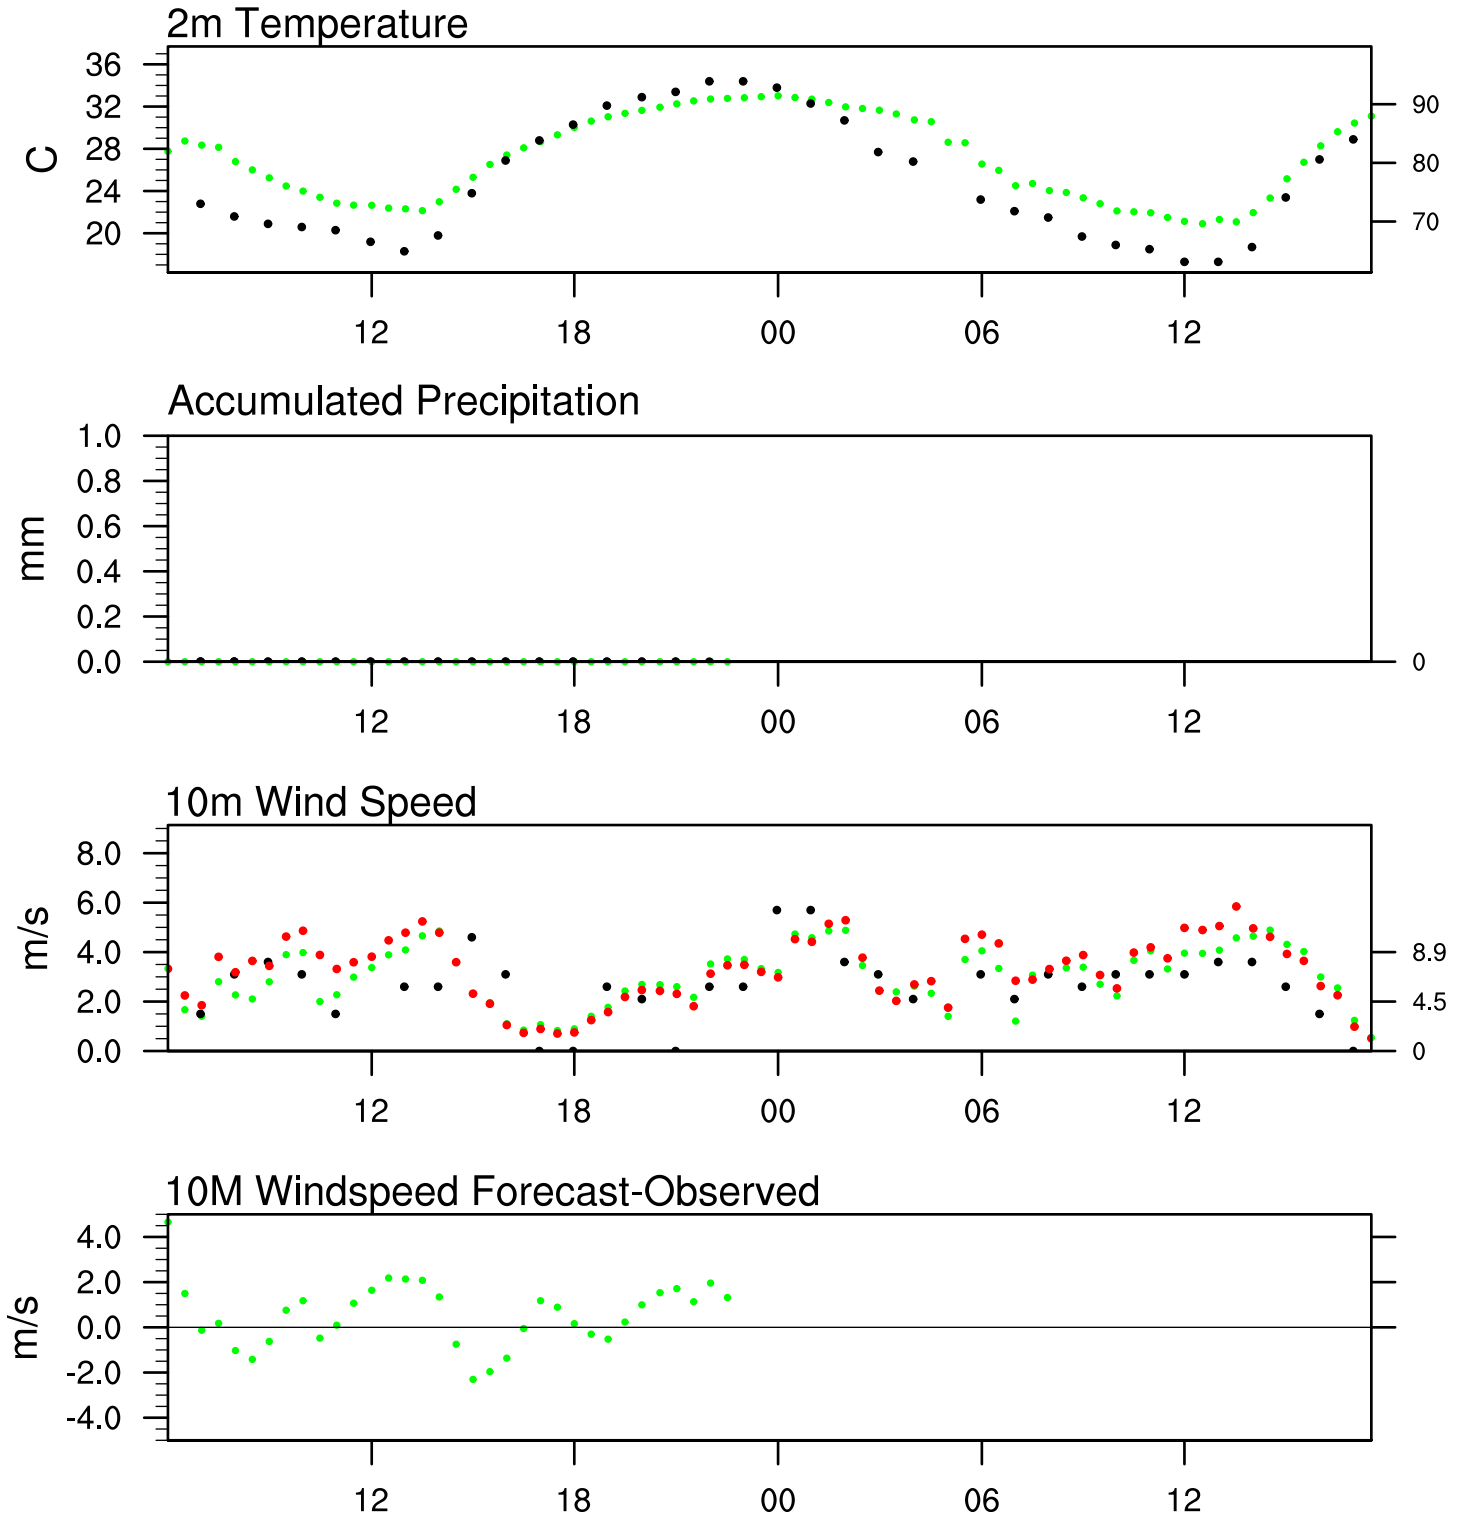 2m Temperature
36
32
90
28
80
C
24
70
20
12 18 00 06 12
Accumulated Precipitation
1.0
0.8
0.6
mm
0.4
0.2
0.0 0
12 18 00 06 12
10m Wind Speed
8.0
6.0
m/s
4.0 8.9
2.0 4.5
0.0 0
12 18 00 06 12
10M Windspeed Forecast-Observed
4.0
2.0
0.0
m/s
-2.0
-4.0
12 18 00 06 12